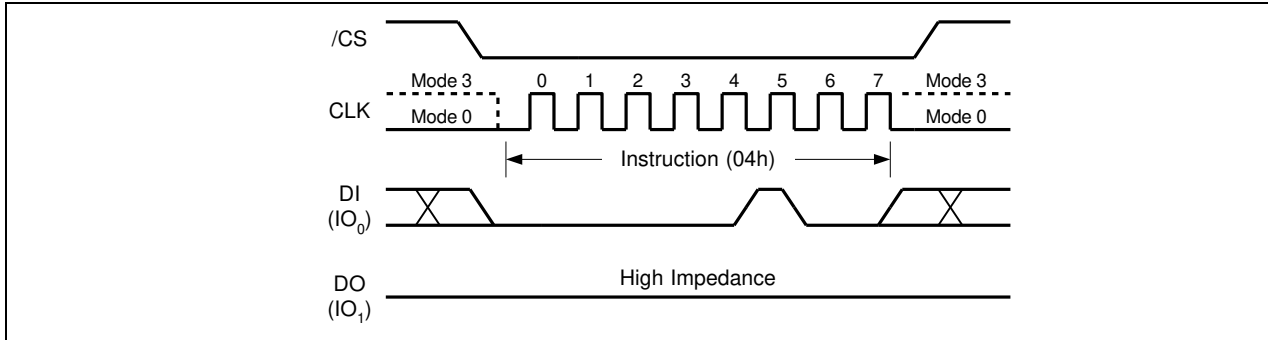 /CS
Mode 3 0 1 2 3 4 5 6 7 Mode 3
CLK
Mode 0 Mode 0
Instruction (04h)
DI
(IO0)
High Impedance
DO
(IO1)